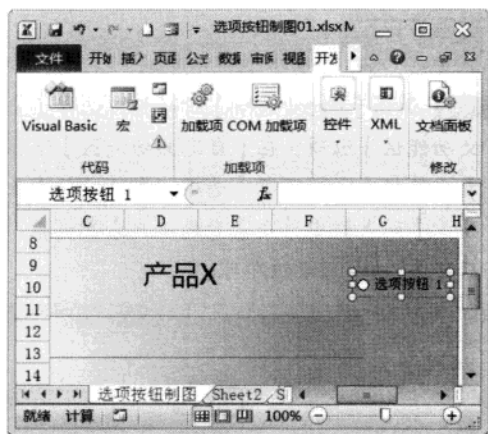 选项按钮制图01.xlsx M
文件 开始 插入 页面 公式 数据 审阅 视图 开发
Visual Basic 宏 加载项 COM 加载项 控件 XML 文档面板
代码 加载项 修改
选项按钮 1 fx
C D E F G H
8
9
产品X
选项按钮 1
10
11
12
13
14
选项按钮制图 Sheet2 S
就绪 计算 100%